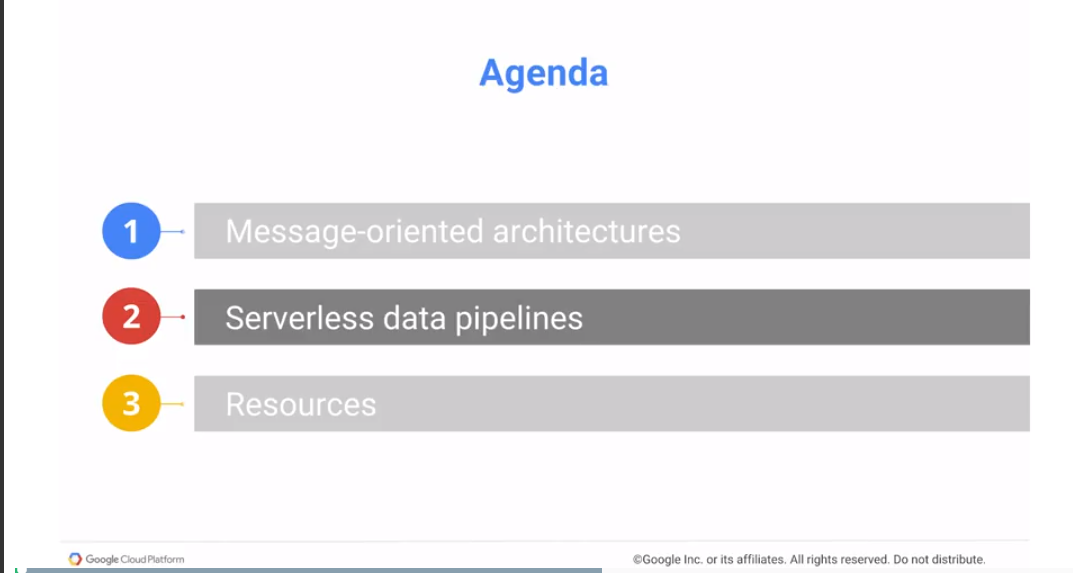 Agenda
1
Message-oriented architectures
2
Serverless data pipelines
3
Resources
Google Cloud Platform
©Google Inc. or its affiliates. All rights reserved. Do not distribute.